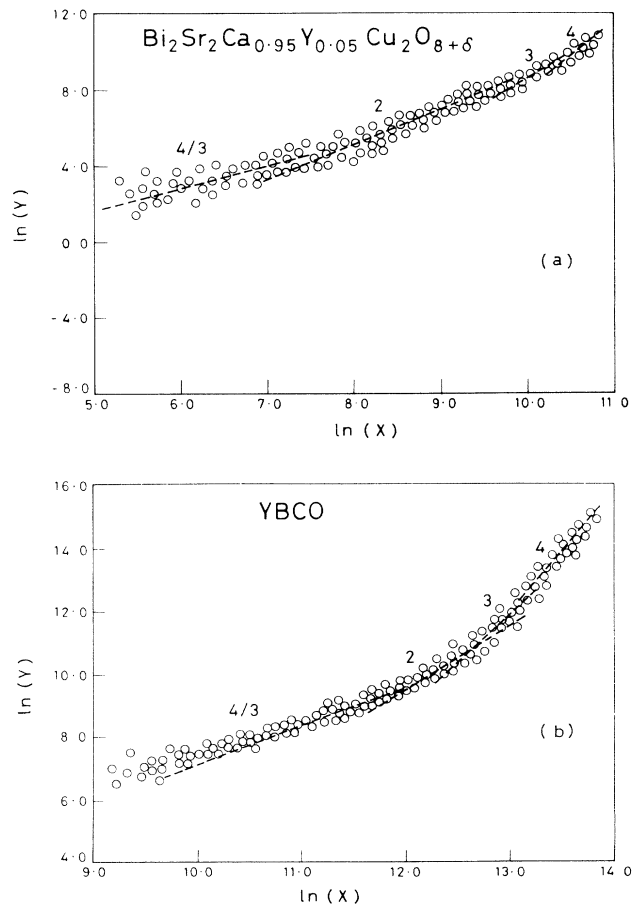 12·0
Bi2Sr2Ca0·95Y0·05Cu2O8+δ
4
3
8·0
2
4/3
4·0
ln (Y)
0·0
(a)
-4·0
-8·0
5·0 6·0 7·0 8·0 9·0 10·0 11·0
ln (X)
16·0
YBCO
14·0
4
12·0
3
ln (Y)
10·0
2
4/3
8·0
(b)
6·0
4·0
9·0 10·0 11·0 12·0 13·0 14·0
ln (X)